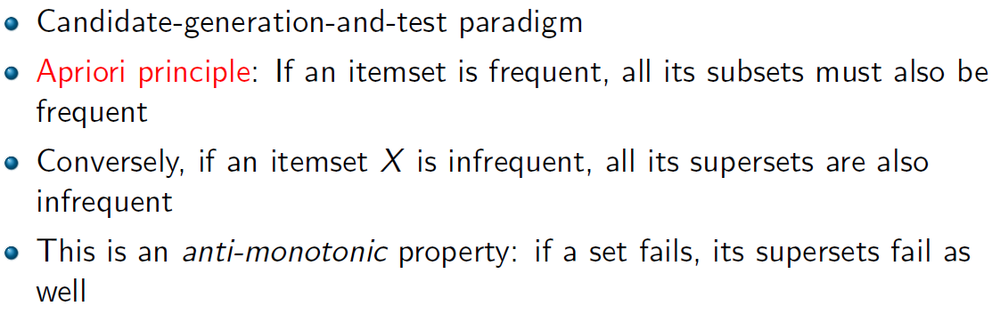 Candidate-generation-and-test paradigm
Apriori principle: If an itemset is frequent, all its subsets must also be
frequent
Conversely, if an itemset X is infrequent, all its supersets are also
infrequent
This is an anti-monotonic property: if a set fails, its supersets fail as
well